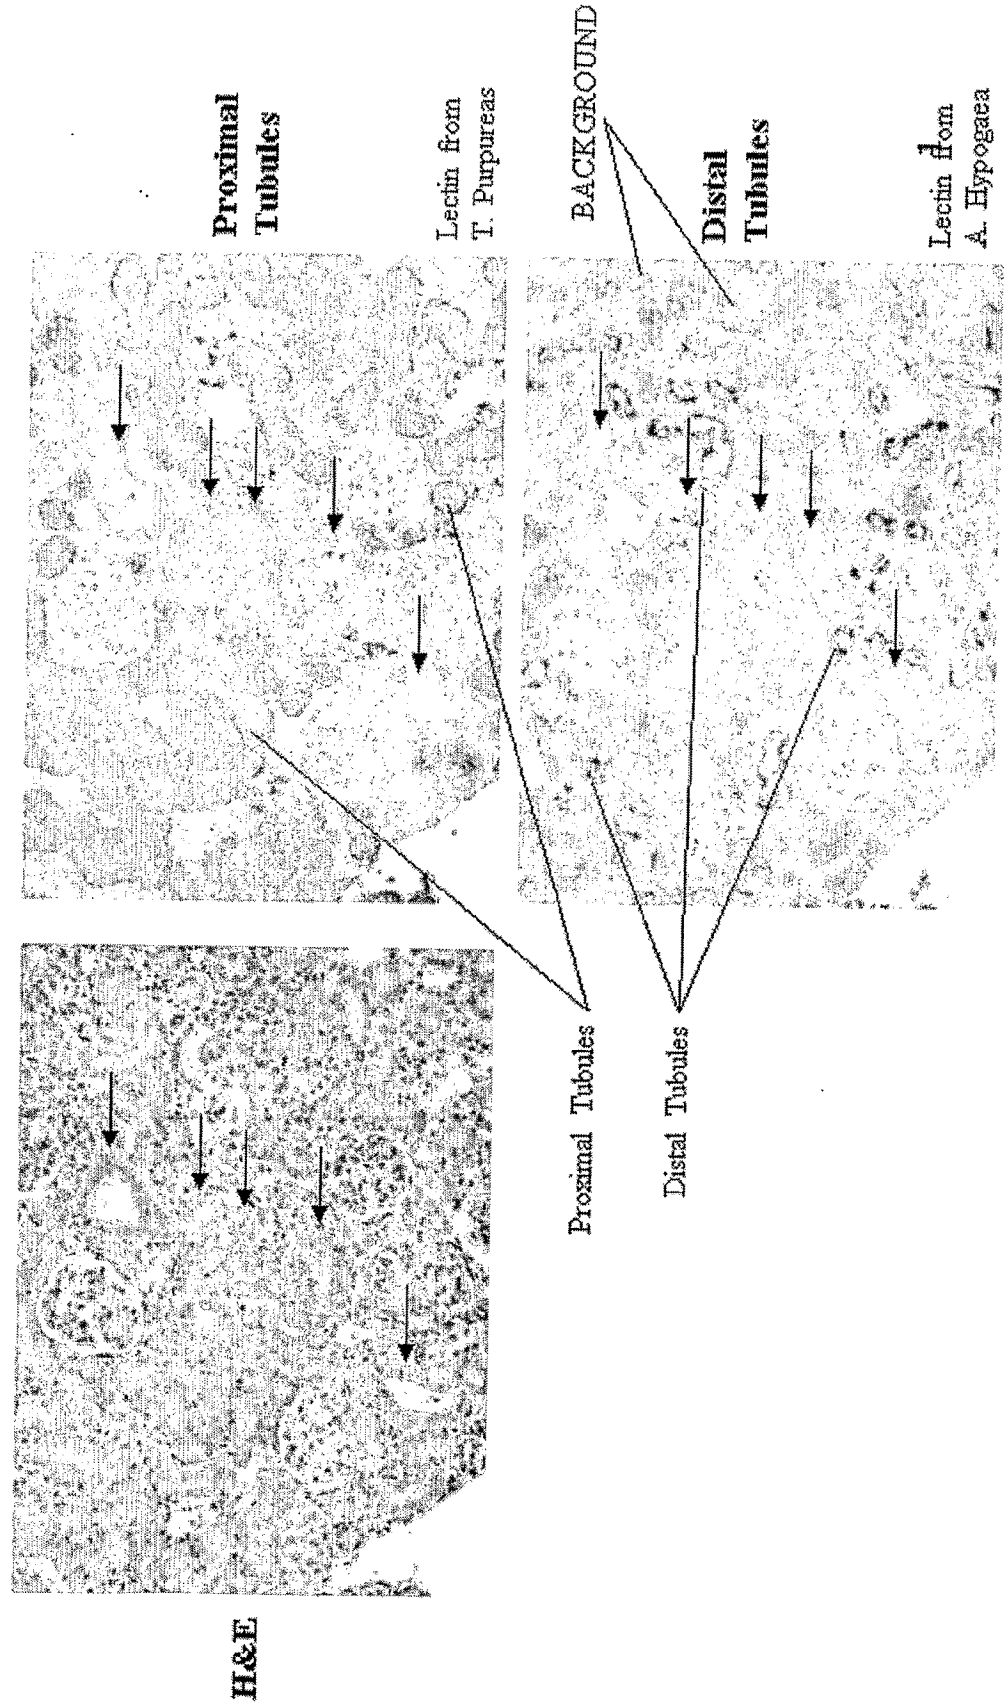 H&E
Proximal
Tubules
Lectin from
T. Purpureas
BACKGROUND
Distal
Tubules
Lectin from
A. Hypogaea
Proximal Tubules
Distal Tubules